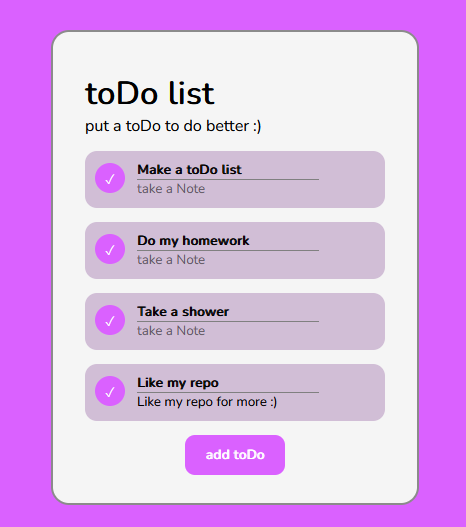 toDo list
put a toDo to do better :)
✓ Make a toDo list
take a Note
✓ Do my homework
take a Note
✓ Take a shower
take a Note
✓ Like my repo
Like my repo for more :)
add toDo